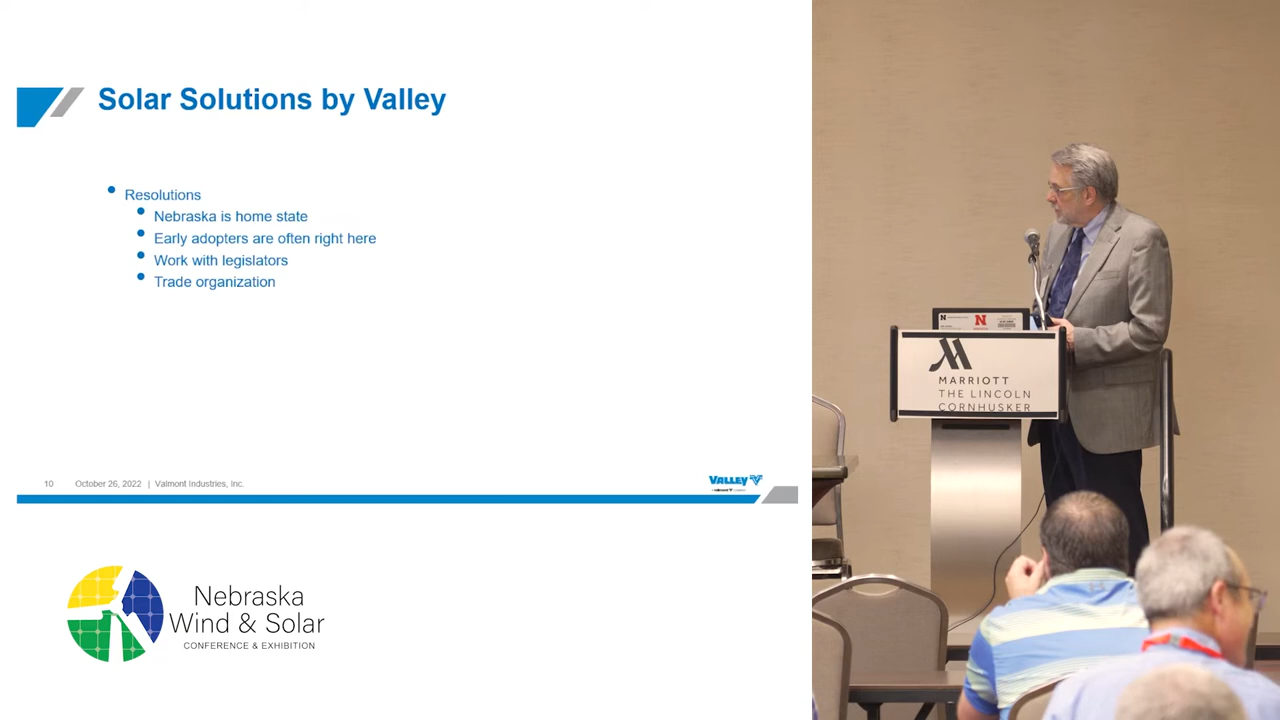 Solar Solutions by Valley
Resolutions
Nebraska is home state
Early adopters are often right here
Work with legislators
Trade organization
10 October 26, 2022 | Valmont Industries, Inc.
VALLEY
Nebraska
Wind & Solar
CONFERENCE & EXHIBITION
N
MARRIOTT
THE LINCOLN
CORNHUSKER